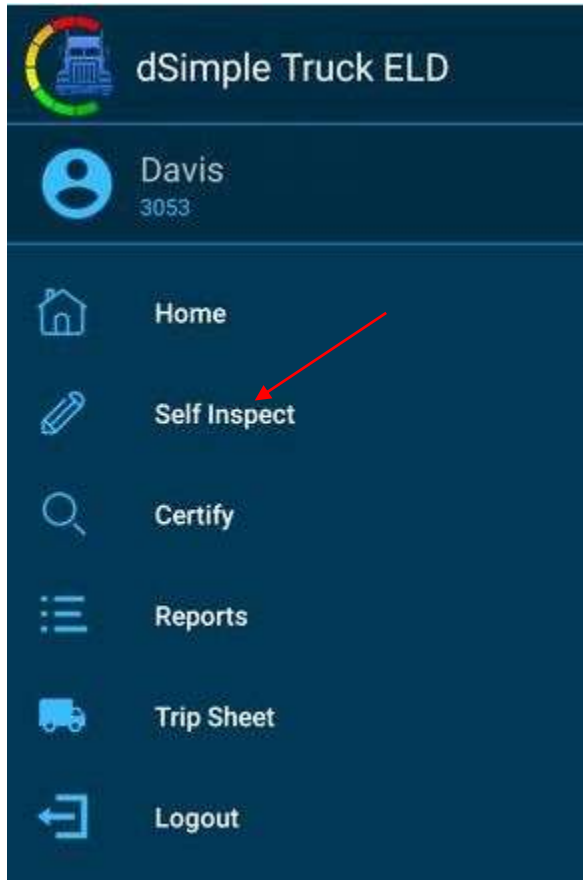 dSimple Truck ELD
Davis
3053
Home
Self Inspect
Certify
Reports
Trip Sheet
Logout